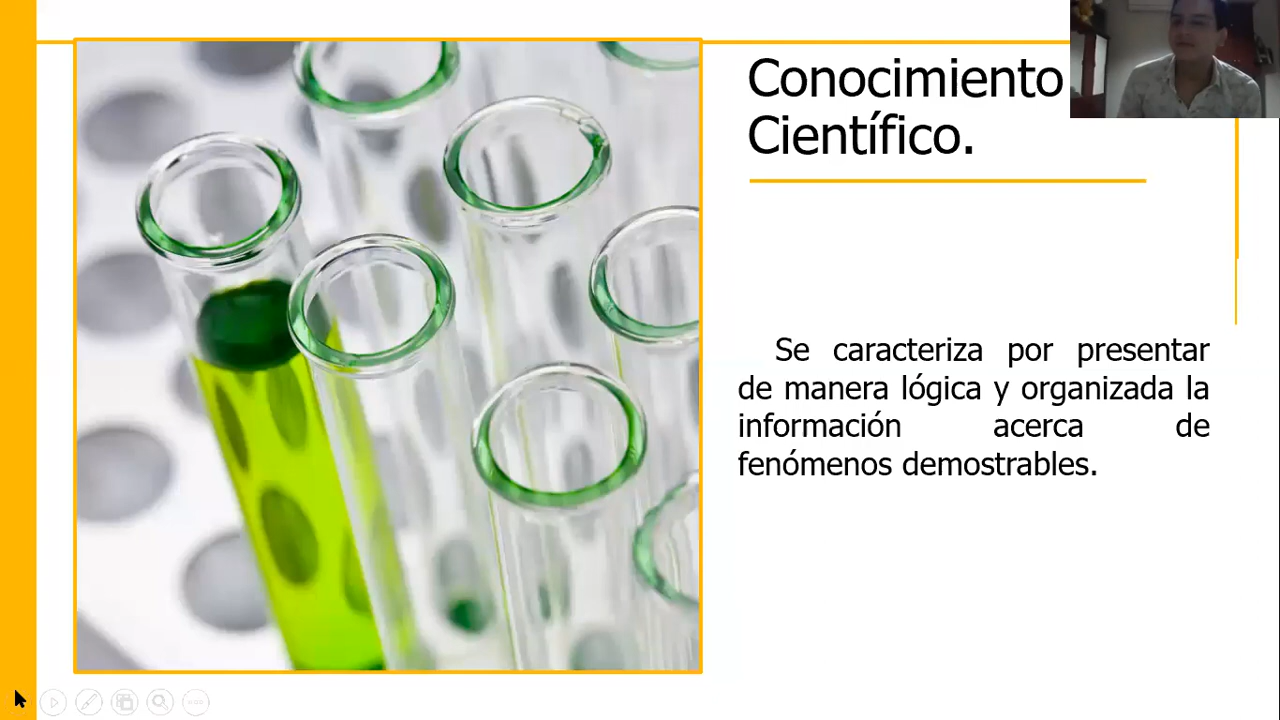 Conocimiento
Científico.
Se caracteriza por presentar
de manera lógica y organizada la
información acerca de
fenómenos demostrables.